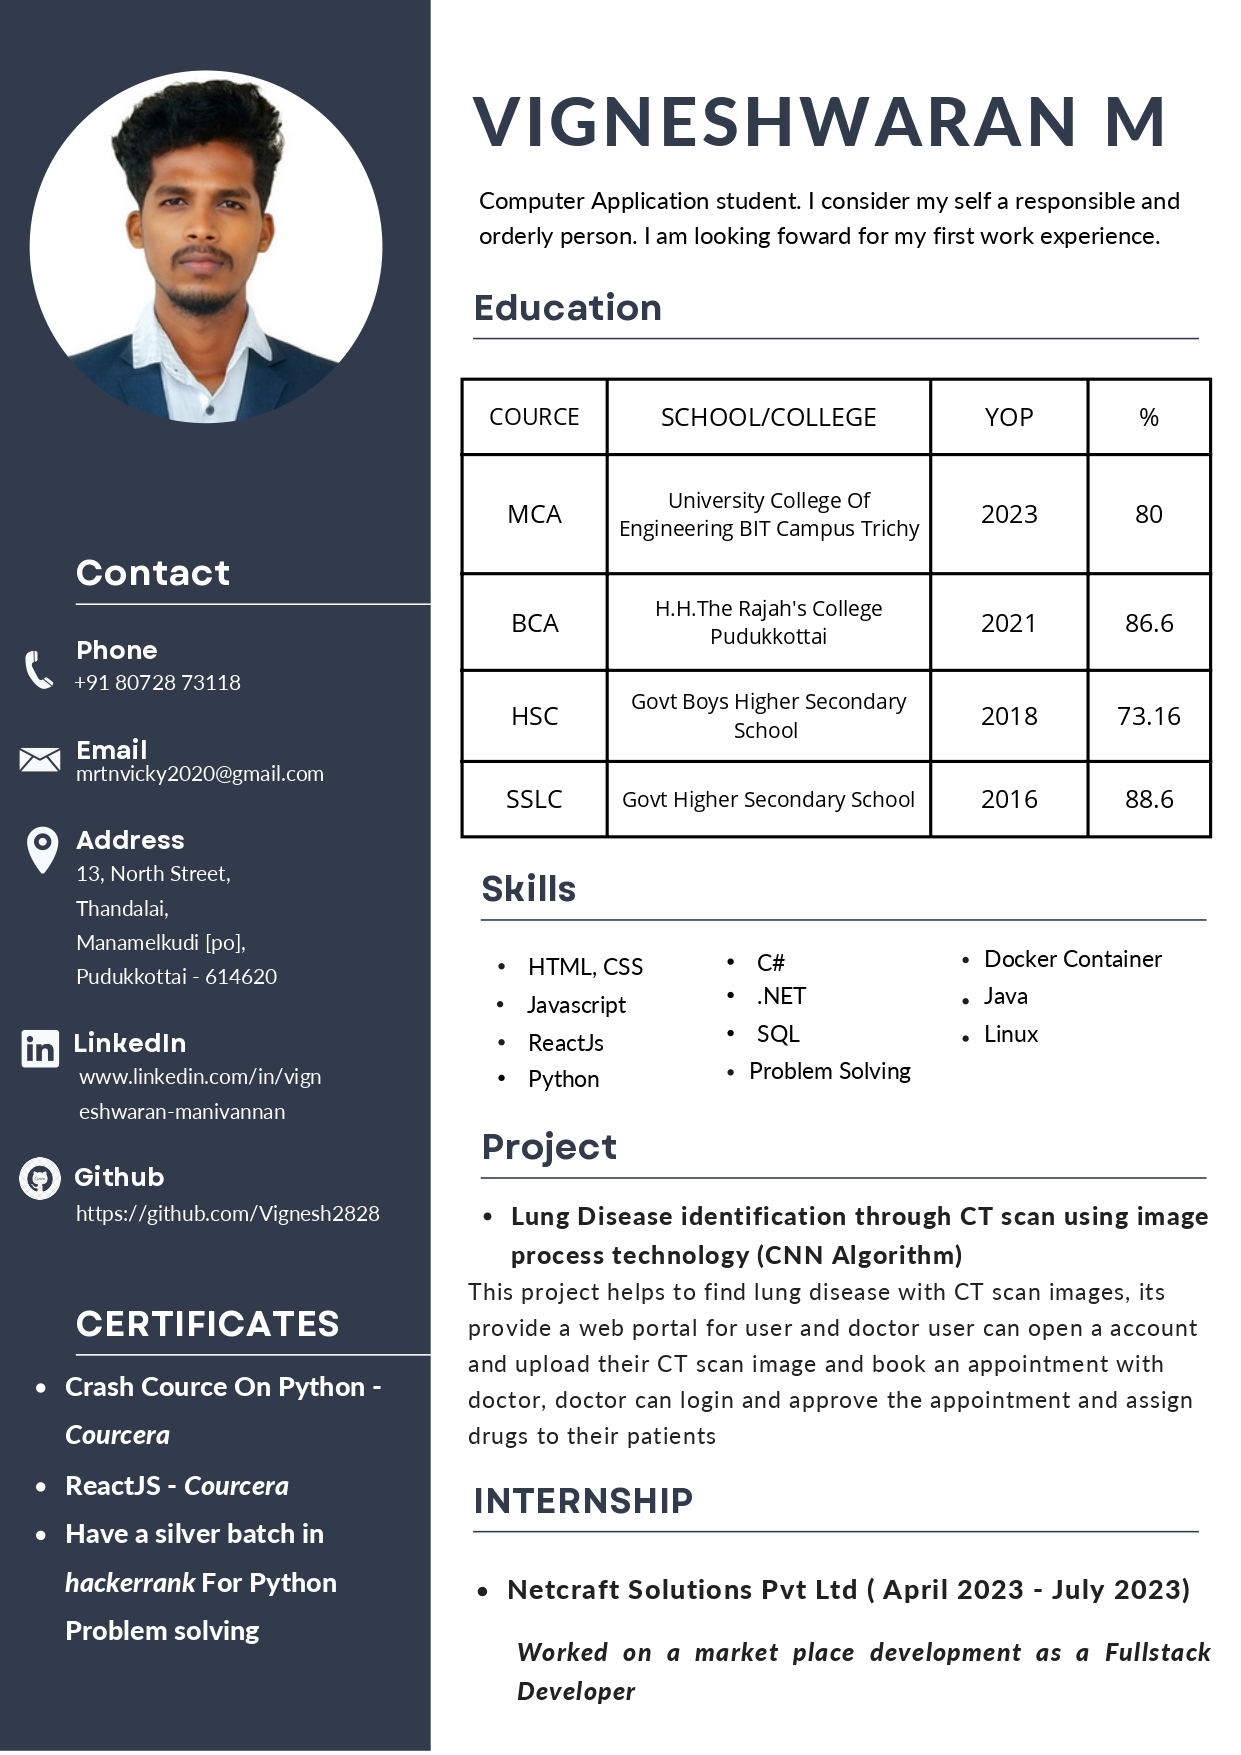 VIGNESHWARAN M
Computer Application student. I consider my self a responsible and
orderly person. I am looking foward for my first work experience.
Education
COURCE SCHOOL/COLLEGE YOP %
MCA University College Of
Engineering BIT Campus Trichy 2023 80
BCA H.H.The Rajah's College
Pudukkottai 2021 86.6
HSC Govt Boys Higher Secondary
School 2018 73.16
SSLC Govt Higher Secondary School 2016 88.6
Skills
• HTML, CSS
• Javascript
• ReactJs
• Python
• C#
• .NET
• SQL
• Problem Solving
• Docker Container
• Java
• Linux
Project
• Lung Disease identification through CT scan using image
process technology (CNN Algorithm)
This project helps to find lung disease with CT scan images, its
provide a web portal for user and doctor user can open a account
and upload their CT scan image and book an appointment with
doctor, doctor can login and approve the appointment and assign
drugs to their patients
INTERNSHIP
• Netcraft Solutions Pvt Ltd ( April 2023 - July 2023)
Worked on a market place development as a Fullstack
Developer
Contact
Phone
+91 80728 73118
Email
mrtnvicky2020@gmail.com
Address
13, North Street,
Thandalai,
Manamelkudi [po],
Pudukkottai - 614620
LinkedIn
www.linkedin.com/in/vign
eshwaran-manivannan
Github
https://github.com/Vignesh2828
CERTIFICATES
• Crash Cource On Python -
Courcera
• ReactJS - Courcera
• Have a silver batch in
hackerrank For Python
Problem solving